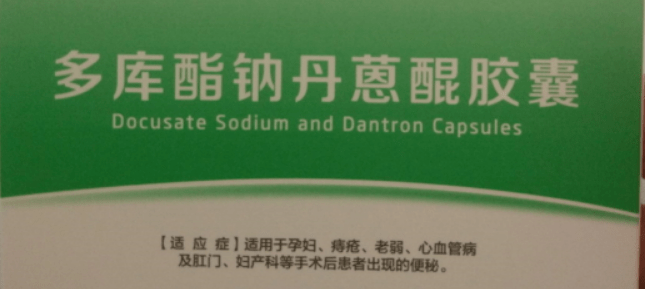 多库酯钠丹蒽醌胶囊
Docusate Sodium and Dantron Capsules
【适 应 症】适用于孕妇、痔疮、老弱、心血管病
及肛门、妇产科等手术后患者出现的便秘。